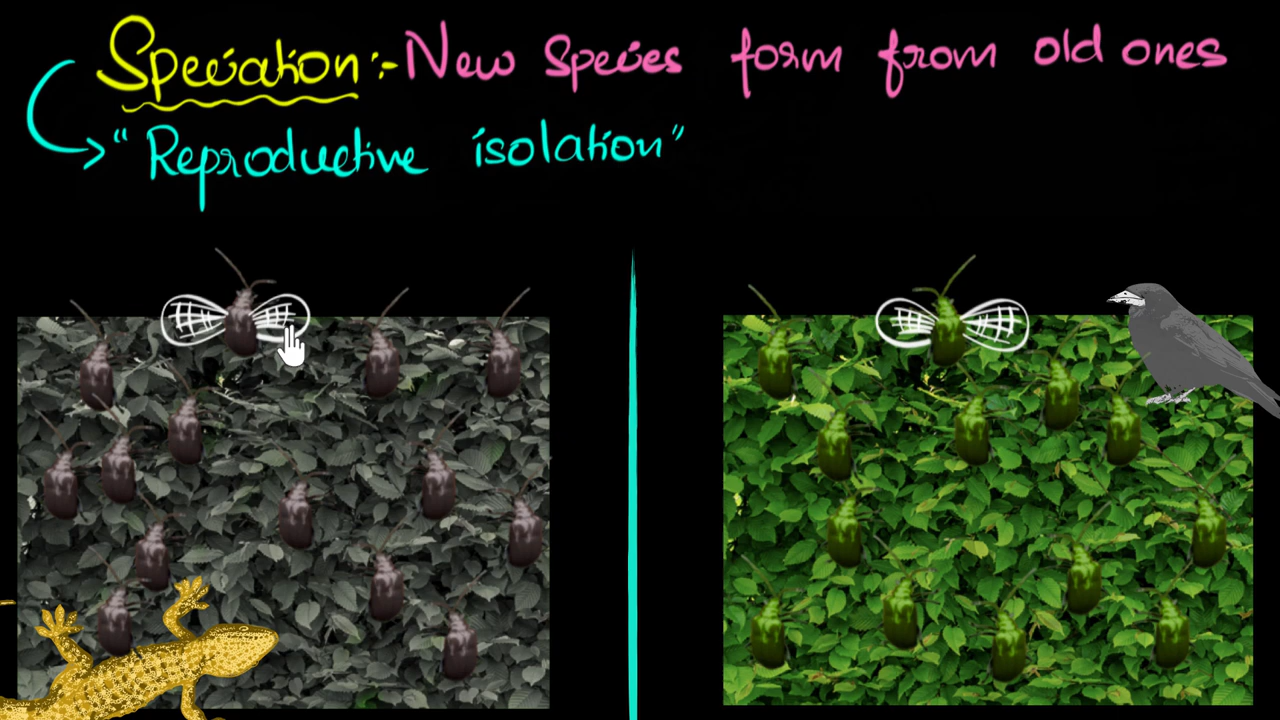 Speciation :- New Species form from old ones
"Reproductive isolation"